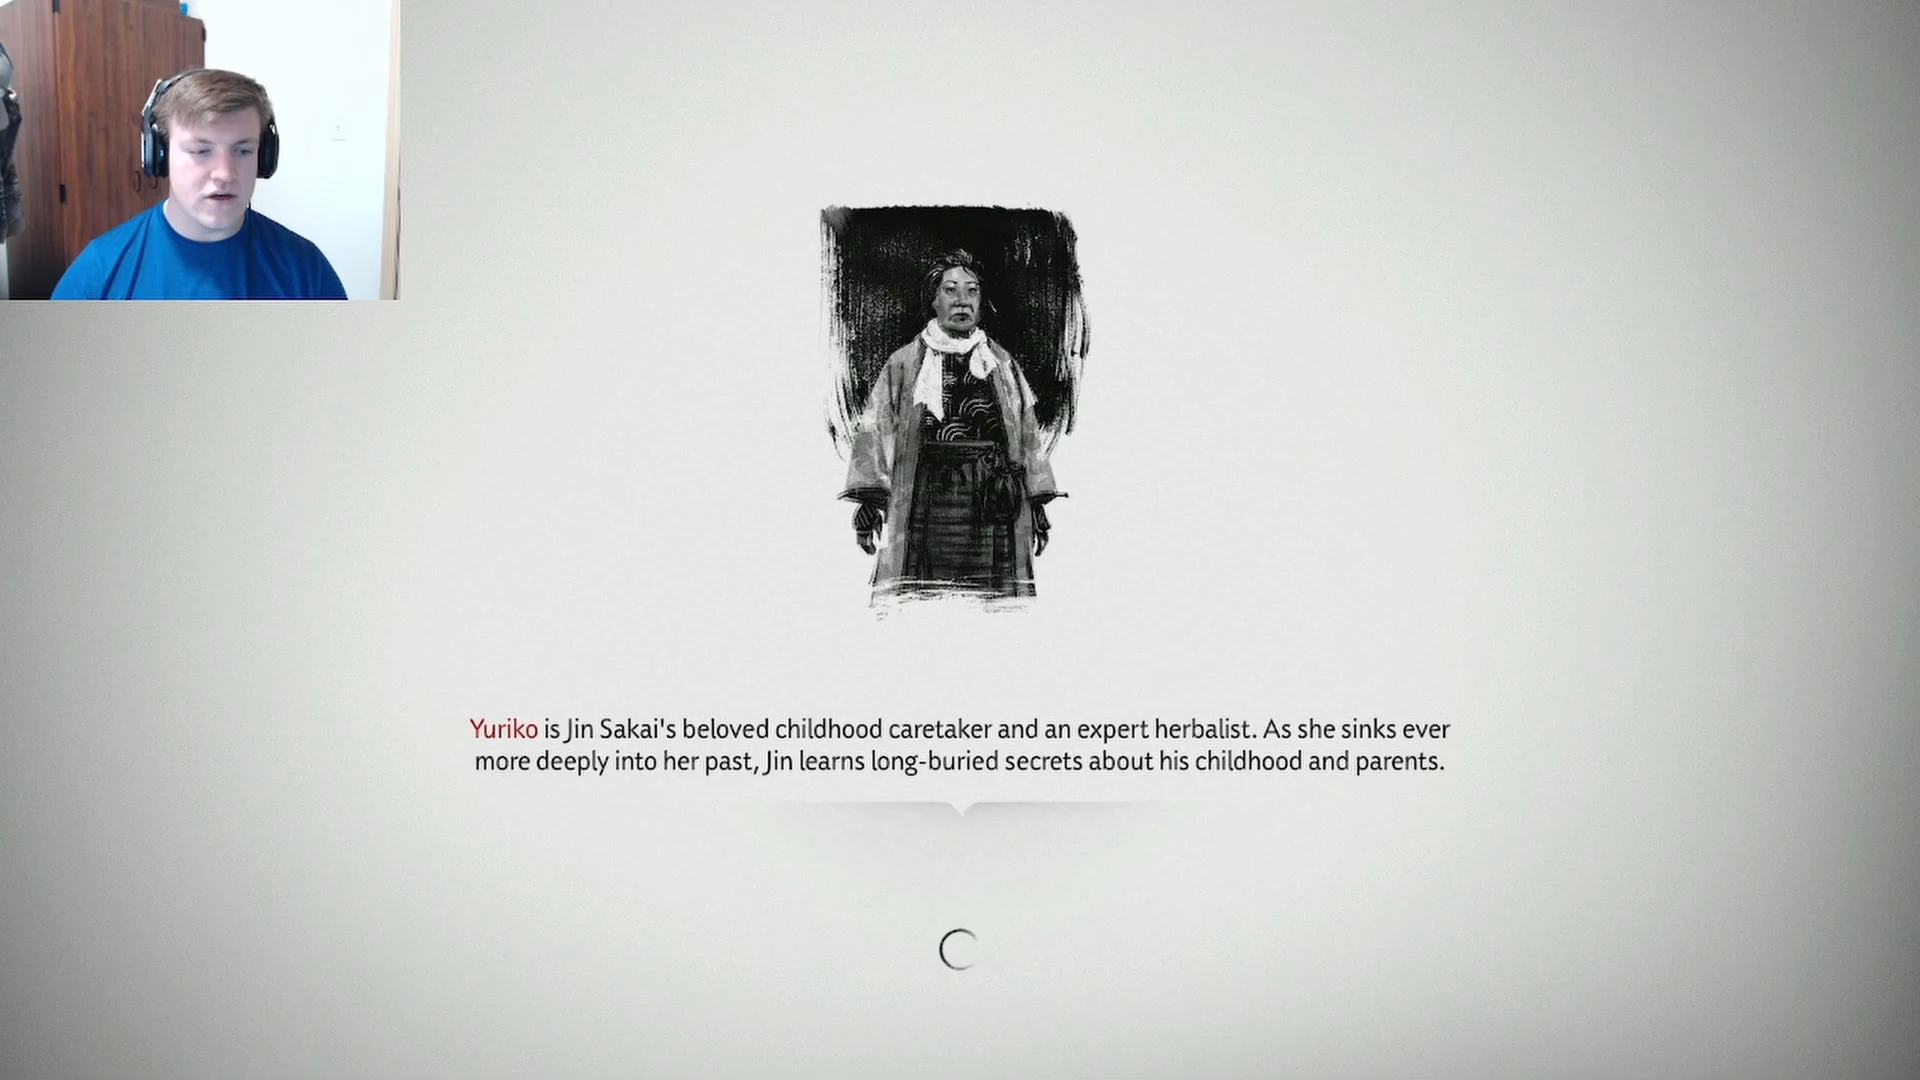 Yuriko is Jin Sakai's beloved childhood caretaker and an expert herbalist. As she sinks ever
more deeply into her past, Jin learns long-buried secrets about his childhood and parents.